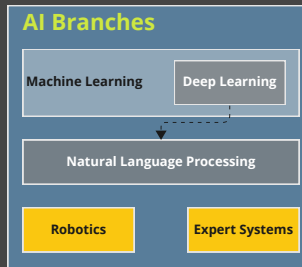 AI Branches
Machine Learning
Deep Learning
Natural Language Processing
Robotics
Expert Systems